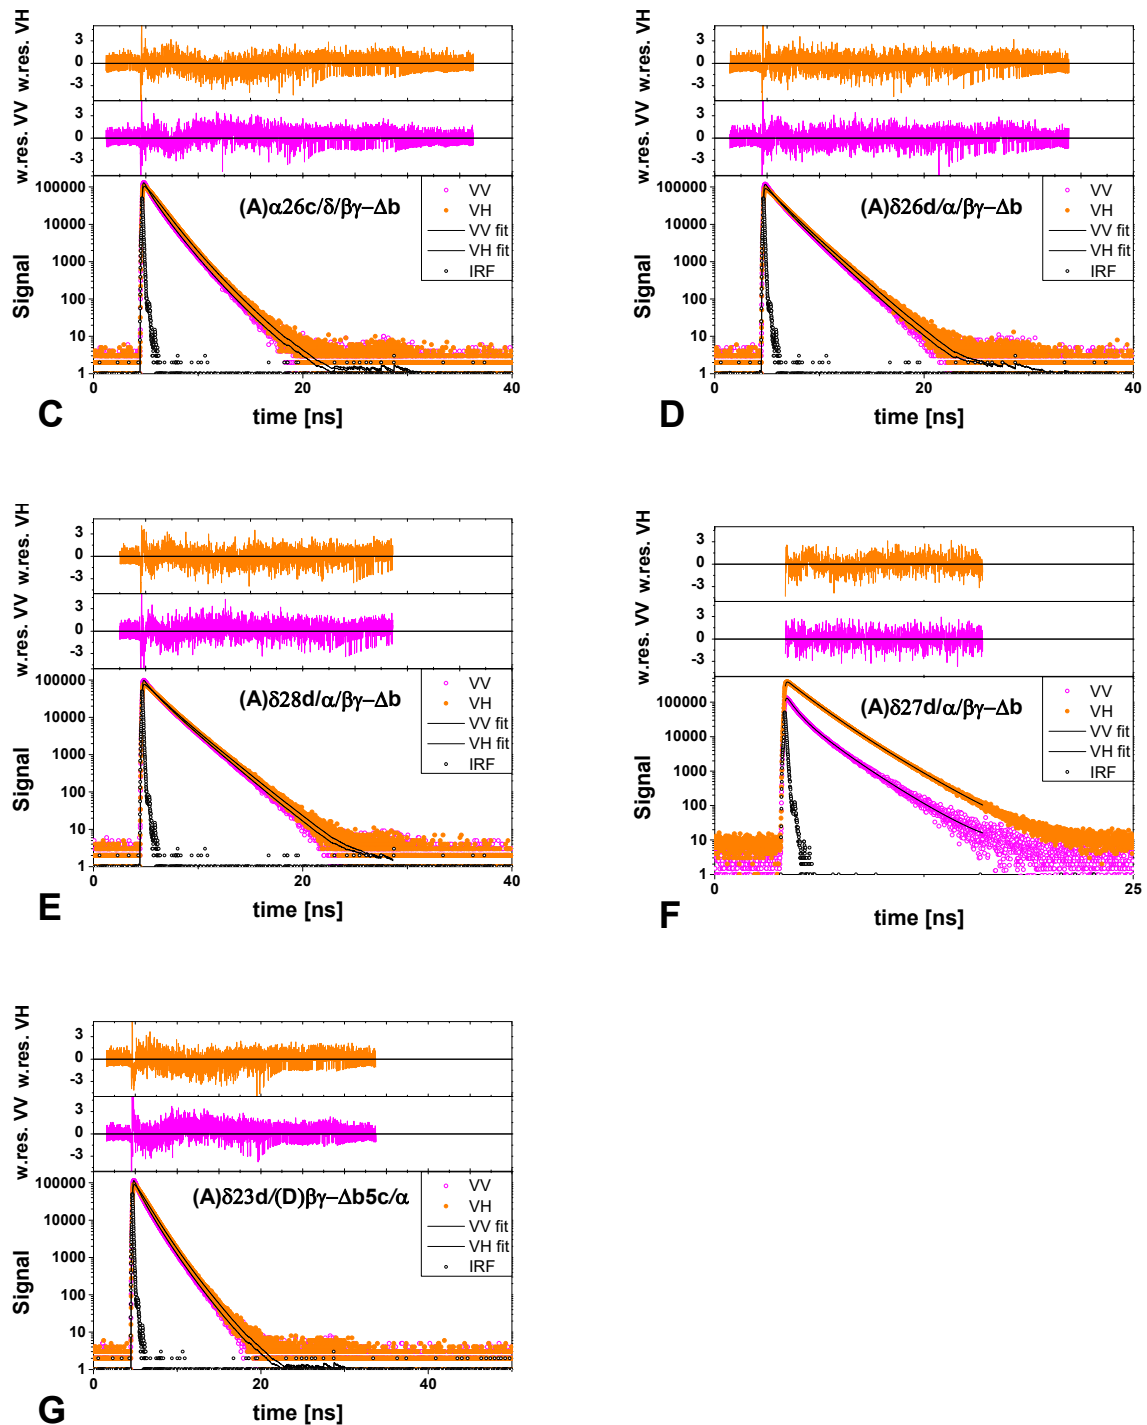 w.res. VH
3
0
-3
w.res. VV
3
0
-3
Signal
100000
10000
1000
100
10
1
(A)α26c/δ/βγ–Δb
VV
VH
VV fit
VH fit
IRF
0 20 40
time [ns]
C
w.res. VH
3
0
-3
w.res. VV
3
0
-3
Signal
100000
10000
1000
100
10
1
(A)δ26d/α/βγ–Δb
VV
VH
VV fit
VH fit
IRF
0 20 40
time [ns]
D
w.res. VH
3
0
-3
w.res. VV
3
0
-3
Signal
100000
10000
1000
100
10
1
(A)δ28d/α/βγ–Δb
VV
VH
VV fit
VH fit
IRF
0 20 40
time [ns]
E
w.res. VH
3
0
-3
w.res. VV
3
0
-3
Signal
100000
10000
1000
100
10
1
(A)δ27d/α/βγ–Δb
VV
VH
VV fit
VH fit
IRF
0 25
time [ns]
F
w.res. VH
3
0
-3
w.res. VV
3
0
-3
Signal
100000
10000
1000
100
10
1
(A)δ23d/(D)βγ–Δb5c/α
VV
VH
VV fit
VH fit
IRF
0 20 40
time [ns]
G